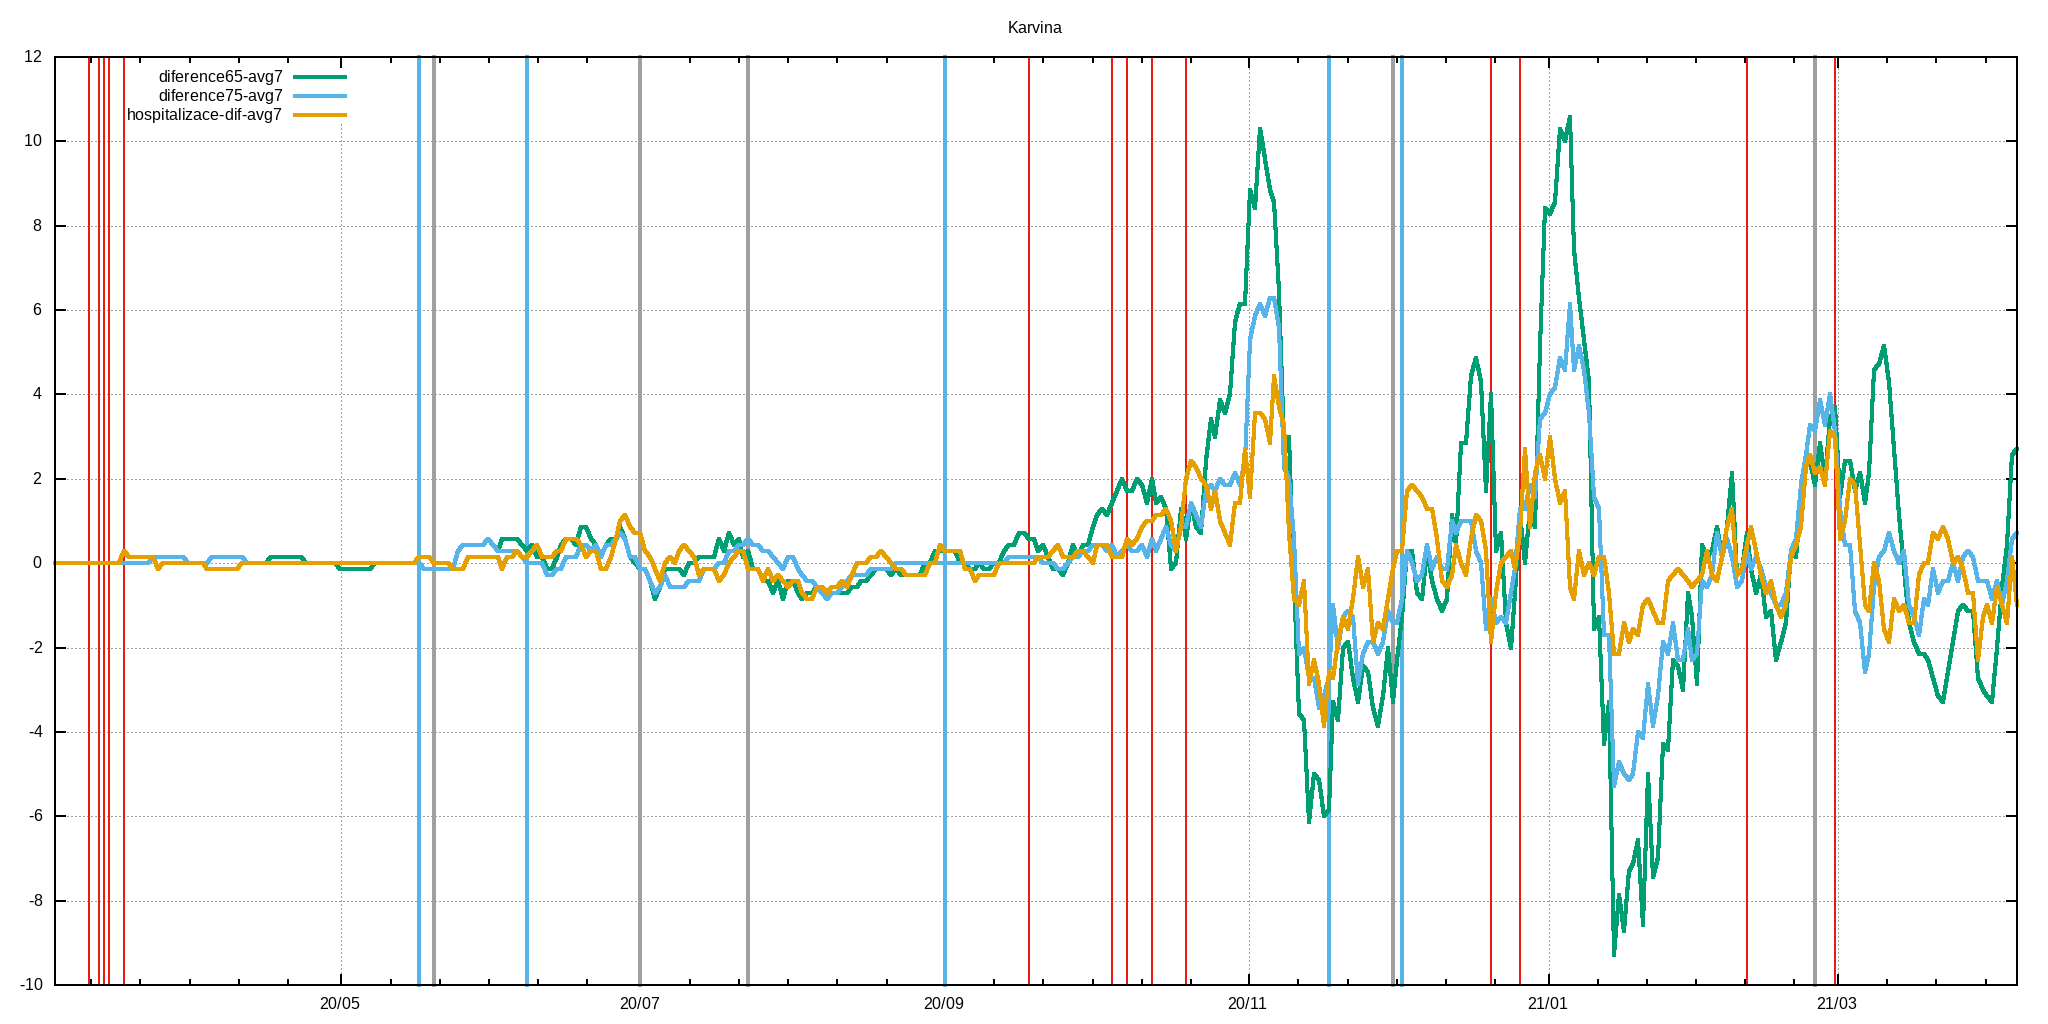 Karvina
diference65-avg7
diference75-avg7
hospitalizace-dif-avg7
12
10
8
6
4
2
0
-2
-4
-6
-8
-10
20/05 20/07 20/09 20/11 21/01 21/03